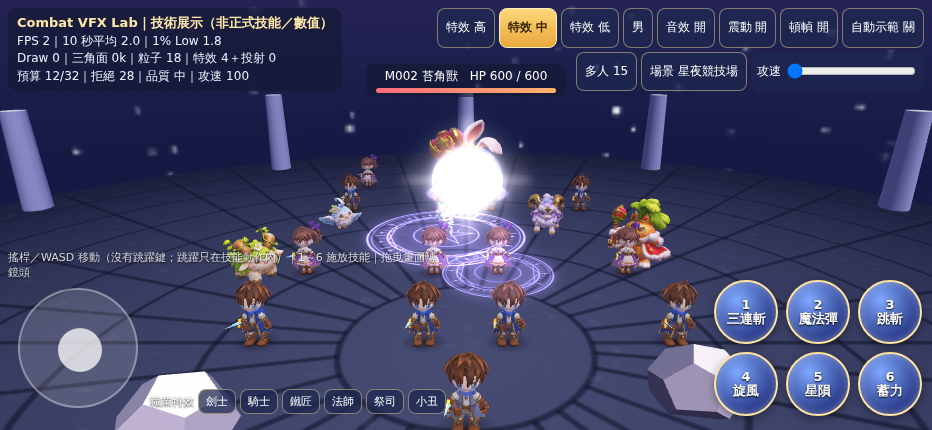 Combat VFX Lab｜技術展示（非正式技能／數值）
FPS 2｜10 秒平均 2.0｜1% Low 1.8
Draw 0｜三角面 0k｜粒子 18｜特效 4＋投射 0
預算 12/32｜拒絕 28｜品質 中｜攻速 100
特效 高
特效 中
特效 低
男
音效 開
震動 開
頓幀 開
自動示範 關
M002 苔角獸 HP 600 / 600
多人 15
場景 星夜競技場
攻速
搖桿／WASD 移動（沒有跳躍鍵；跳躍只在技能動作內）｜1–6 施放技能｜拖曳畫面轉
鏡頭
1
三連斬
2
魔法彈
3
跳斬
4
旋風
5
星隕
6
蓄力
職業特效
劍士
騎士
鐵匠
法師
祭司
小丑